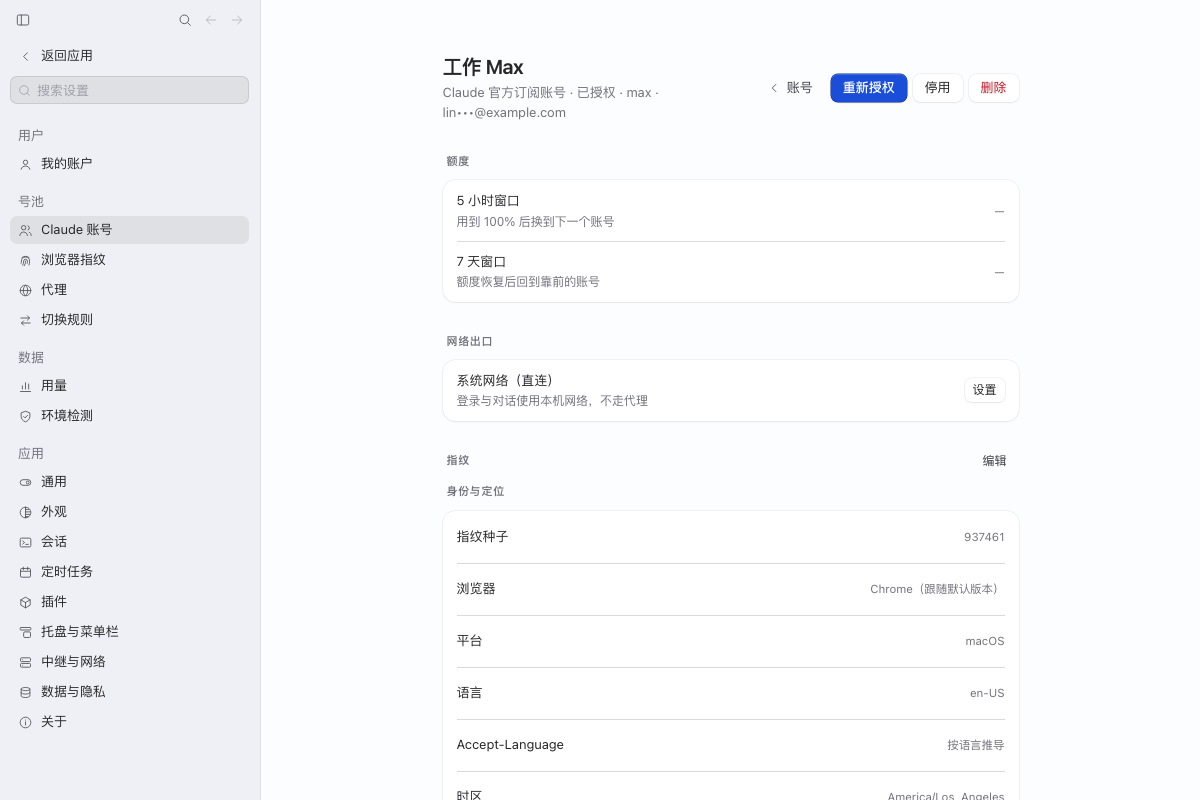 返回应用
搜索设置
用户
我的账户
号池
Claude 账号
浏览器指纹
代理
切换规则
数据
用量
环境检测
应用
通用
外观
会话
定时任务
插件
托盘与菜单栏
中继与网络
数据与隐私
关于
工作 Max
Claude 官方订阅账号 · 已授权 · max ·
lin•••@example.com
账号
重新授权
停用
删除
额度
5 小时窗口
用到 100% 后换到下一个账号
—
7 天窗口
额度恢复后回到靠前的账号
—
网络出口
系统网络（直连）
登录与对话使用本机网络，不走代理
设置
指纹
编辑
身份与定位
指纹种子
937461
浏览器
Chrome（跟随默认版本）
平台
macOS
语言
en-US
Accept-Language
按语言推导
时区
America/Los_Angeles